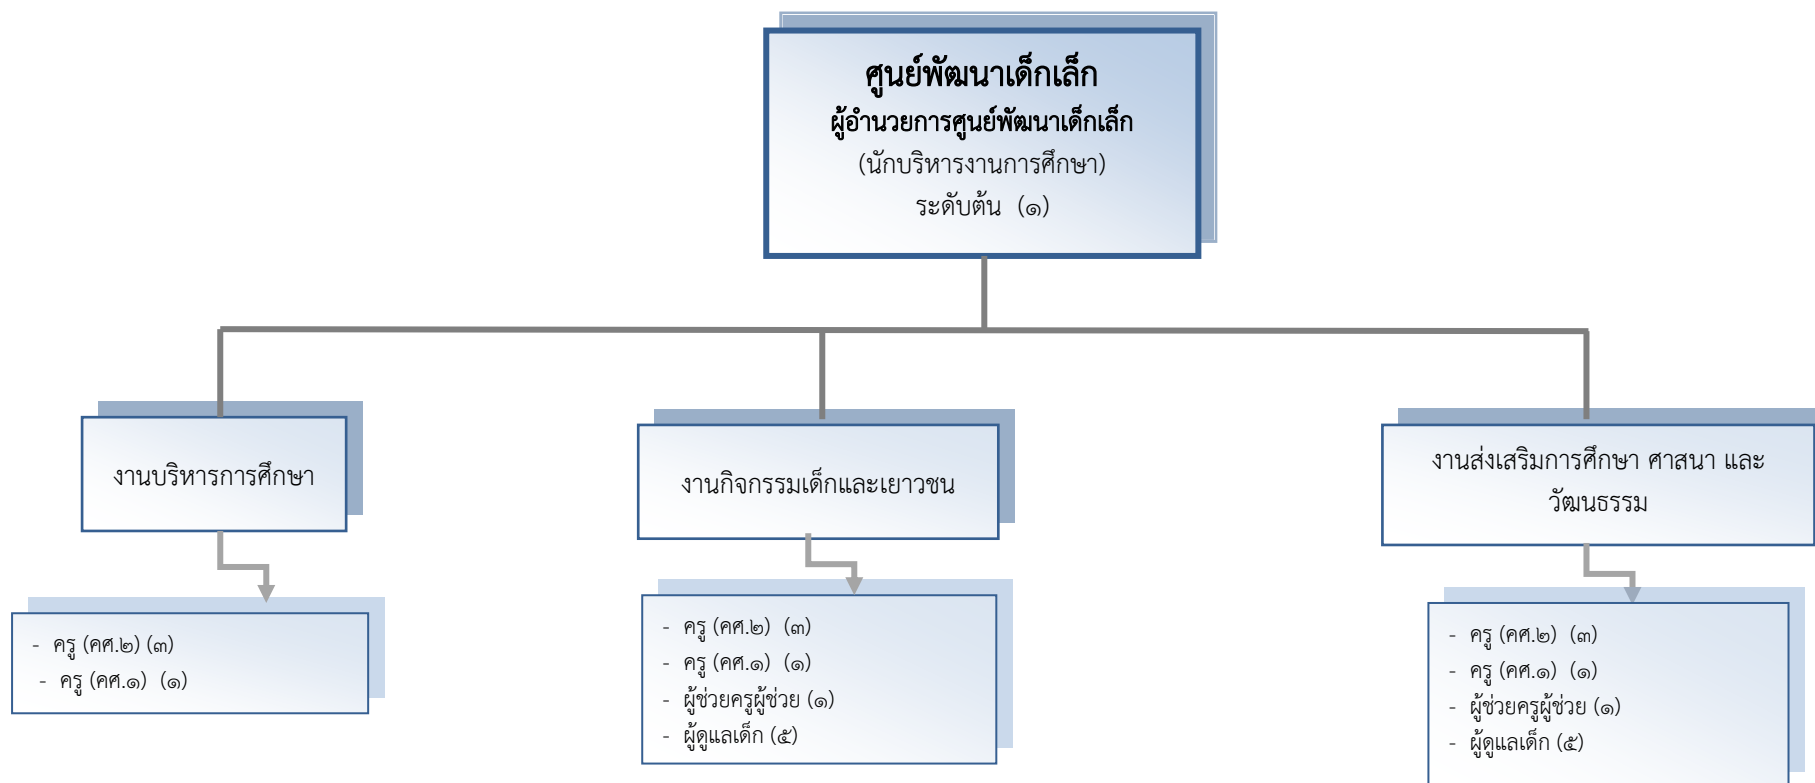 ศูนย์พัฒนาเด็กเล็ก
ผู้อำนวยการศูนย์พัฒนาเด็กเล็ก
(นักบริหารงานการศึกษา)
ระดับต้น (๑)
งานบริหารการศึกษา
- ครู (คศ.๒) (๓)
- ครู (คศ.๑) (๑)
งานกิจกรรมเด็กและเยาวชน
- ครู (คศ.๒) (๓)
- ครู (คศ.๑) (๑)
- ผู้ช่วยครูผู้ช่วย (๑)
- ผู้ดูแลเด็ก (๕)
งานส่งเสริมการศึกษา ศาสนา และ
วัฒนธรรม
- ครู (คศ.๒) (๓)
- ครู (คศ.๑) (๑)
- ผู้ช่วยครูผู้ช่วย (๑)
- ผู้ดูแลเด็ก (๕)